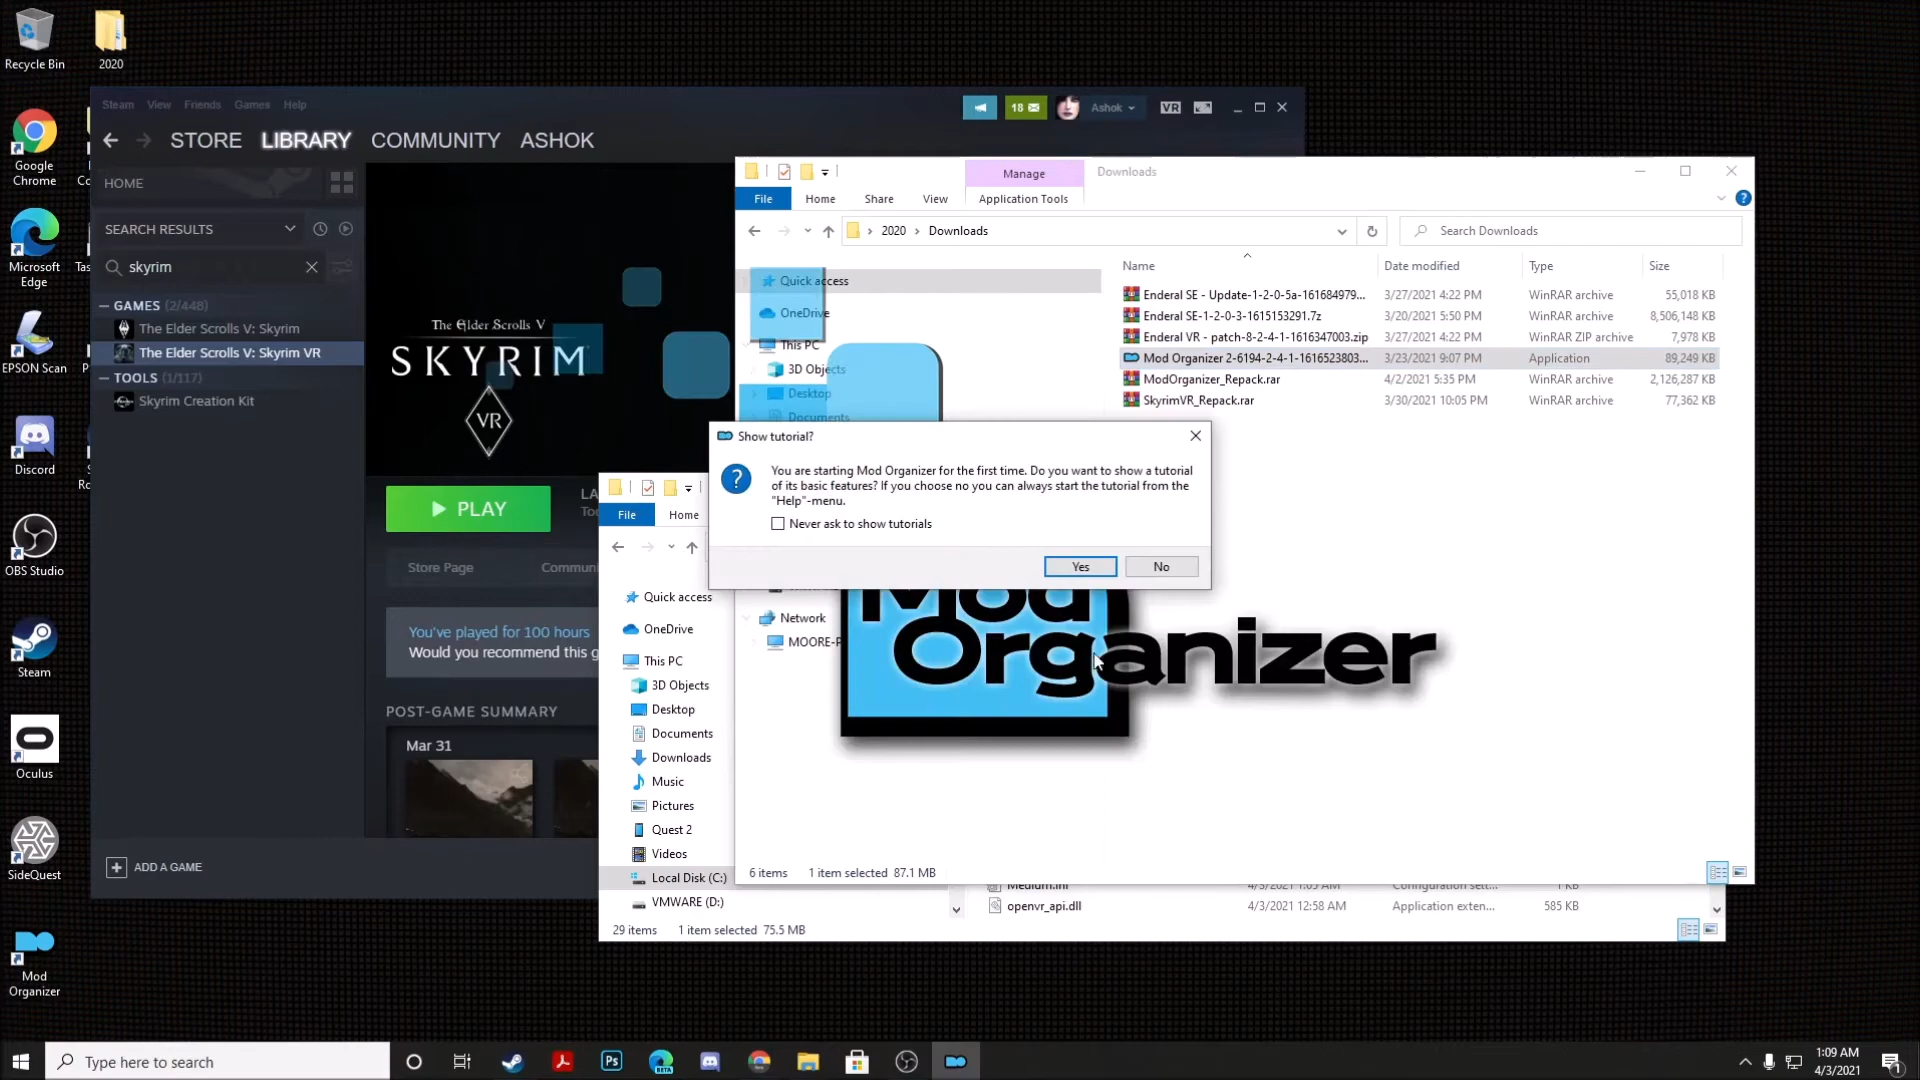 Recycle Bin
2020
Google Chrome
Microsoft Edge
EPSON Scan
Discord
OBS Studio
Steam
Oculus
SideQuest
Mod Organizer
Steam View Friends Games Help
18
Ashok
VR
STORE LIBRARY COMMUNITY ASHOK
HOME
SEARCH RESULTS
skyrim
GAMES (2/448)
The Elder Scrolls V: Skyrim
The Elder Scrolls V: Skyrim VR
TOOLS (1/117)
Skyrim Creation Kit
ADD A GAME
The Elder Scrolls V
SKYRIM
VR
PLAY
Store Page
You've played for 100 hours
Would you recommend this
POST-GAME SUMMARY
Mar 31
Manage
Downloads
File Home Share View Application Tools
2020 Downloads
Search Downloads
Quick access
OneDrive
This PC
3D Objects
Desktop
Documents
Network
Name Date modified Type Size
Enderal SE - Update-1-2-0-5a-161684979... 3/27/2021 4:22 PM WinRAR archive 55,018 KB
Enderal SE-1-2-0-3-1615153291.7z 3/20/2021 5:50 PM WinRAR archive 8,506,148 KB
Enderal VR - patch-8-2-4-1-1616347003.zip 3/27/2021 4:22 PM WinRAR ZIP archive 7,978 KB
Mod Organizer 2-6194-2-4-1-1616523803... 3/23/2021 9:07 PM Application 89,249 KB
ModOrganizer_Repack.rar 4/2/2021 5:35 PM WinRAR archive 2,126,287 KB
SkyrimVR_Repack.rar 3/30/2021 10:05 PM WinRAR archive 77,362 KB
Show tutorial?
You are starting Mod Organizer for the first time. Do you want to show a tutorial
of its basic features? If you choose no you can always start the tutorial from the
"Help"-menu.
Never ask to show tutorials
Yes No
Mod
Organizer
6 items 1 item selected 87.1 MB
File Home
Quick access
OneDrive
This PC
3D Objects
Desktop
Documents
Downloads
Music
Pictures
Quest 2
Videos
Local Disk (C:)
VMWARE (D:)
openvr_api.dll 4/3/2021 12:58 AM Application exten... 585 KB
29 items 1 item selected 75.5 MB
Type here to search
Ps
BETA
1:09 AM
4/3/2021
1